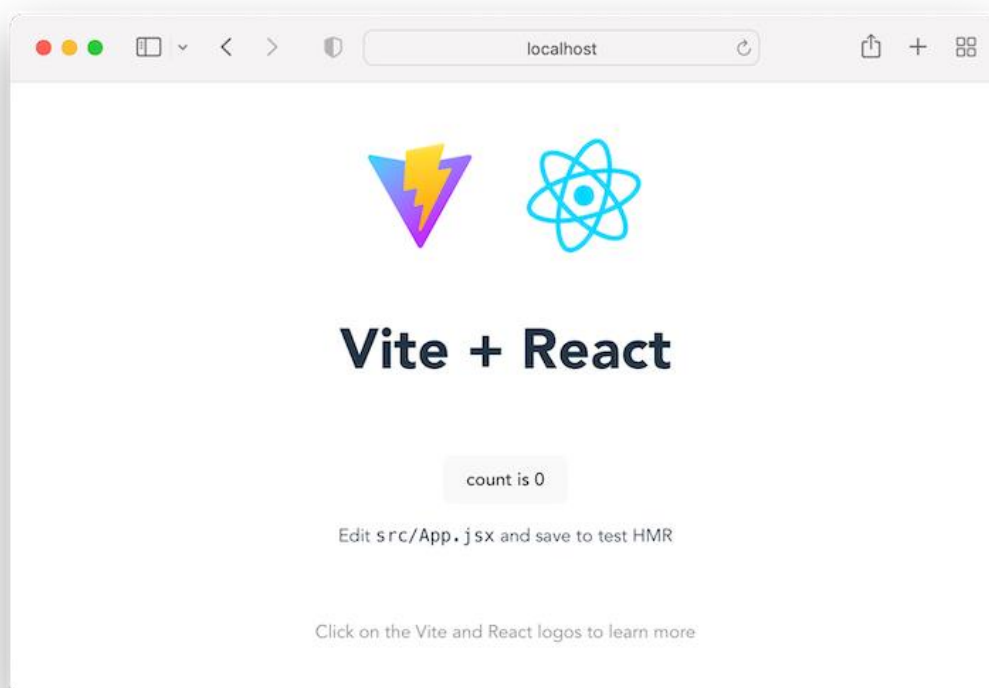 localhost
Vite + React
count is 0
Edit src/App.jsx and save to test HMR
Click on the Vite and React logos to learn more